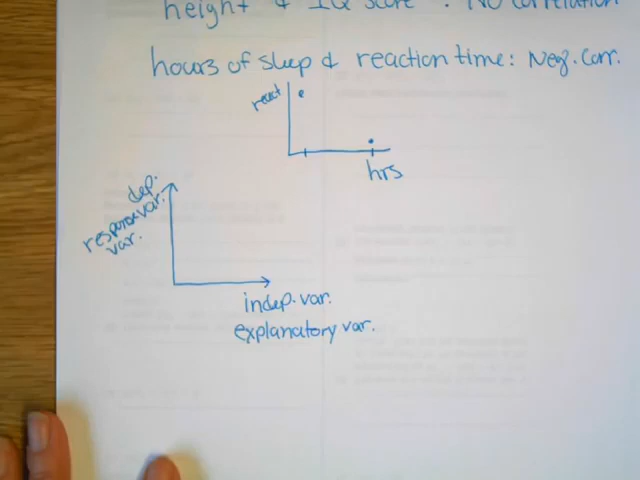 height & IQ score : No correlation
hours of sleep & reaction time: Neg. Corr.
react
hrs
dep. var.
response var.
indep. var.
explanatory var.